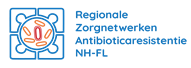 Regionale
Zorgnetwerken
Antibioticaresistentie
NH-FL